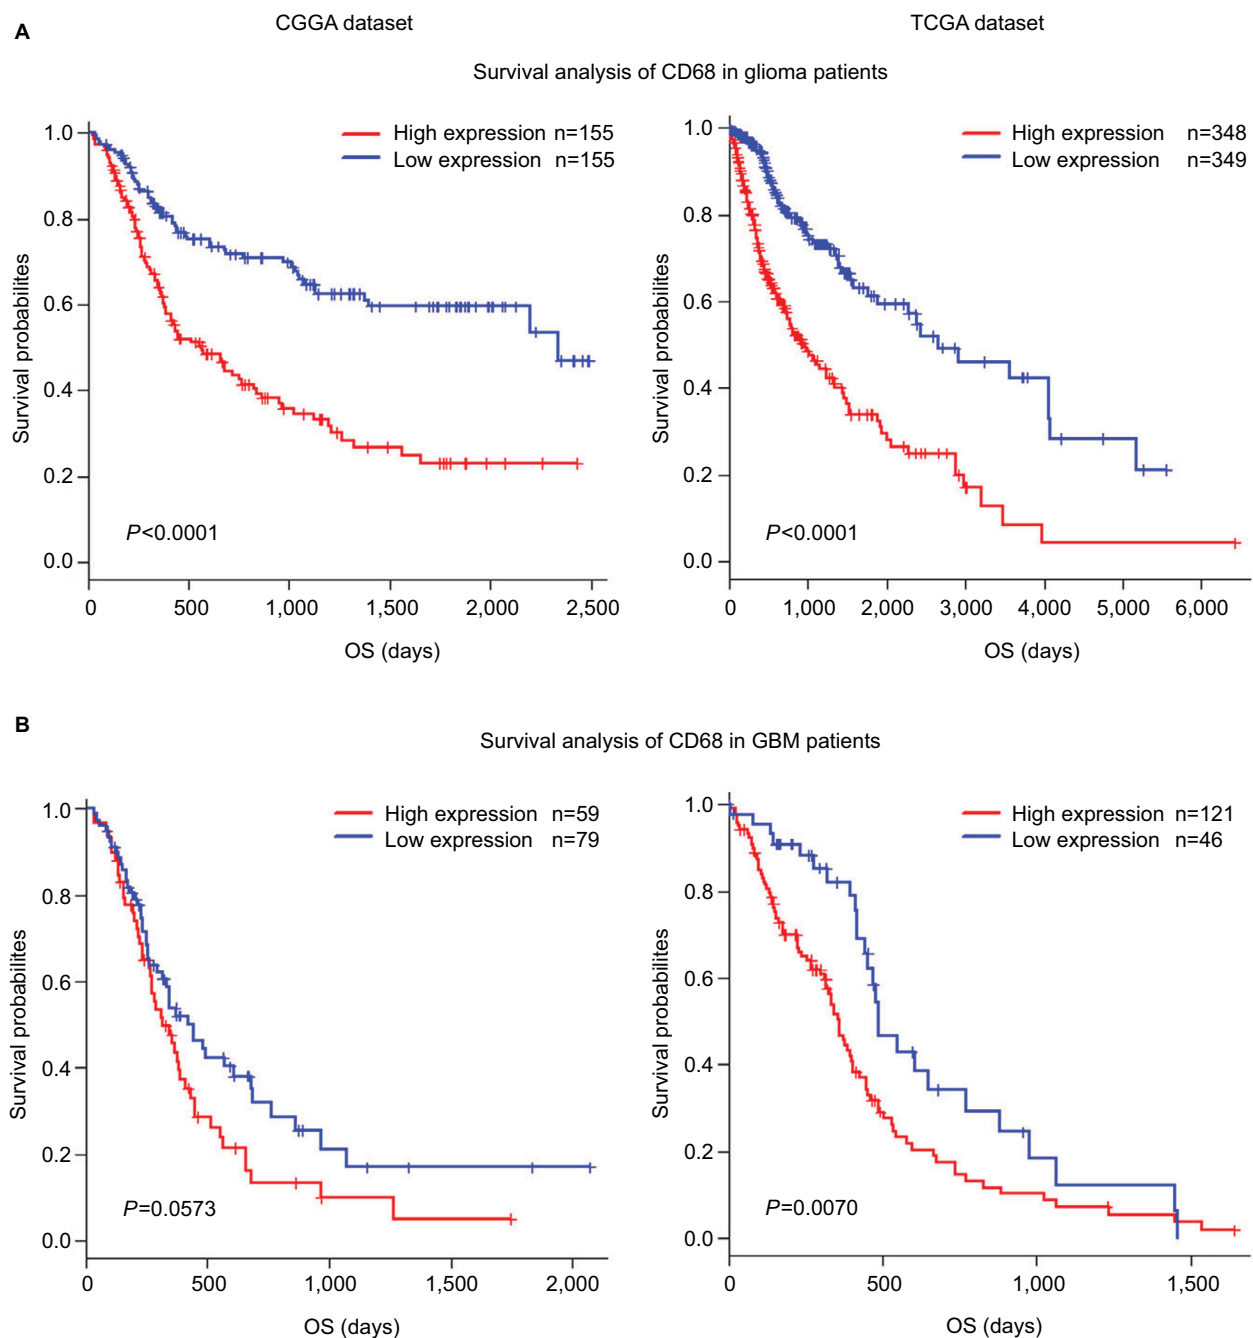 A
CGGA dataset
TCGA dataset
Survival analysis of CD68 in glioma patients
Survival probabilites
1.0
0.8
0.6
0.4
0.2
0.0
High expression n=155
Low expression n=155
P<0.0001
0 500 1,000 1,500 2,000 2,500
OS (days)
Survival probabilites
1.0
0.8
0.6
0.4
0.2
0.0
High expression n=348
Low expression n=349
P<0.0001
0 1,000 2,000 3,000 4,000 5,000 6,000
OS (days)
B
Survival analysis of CD68 in GBM patients
Survival probabilites
1.0
0.8
0.6
0.4
0.2
0.0
High expression n=59
Low expression n=79
P=0.0573
0 500 1,000 1,500 2,000
OS (days)
Survival probabilites
1.0
0.8
0.6
0.4
0.2
0.0
High expression n=121
Low expression n=46
P=0.0070
0 500 1,000 1,500
OS (days)